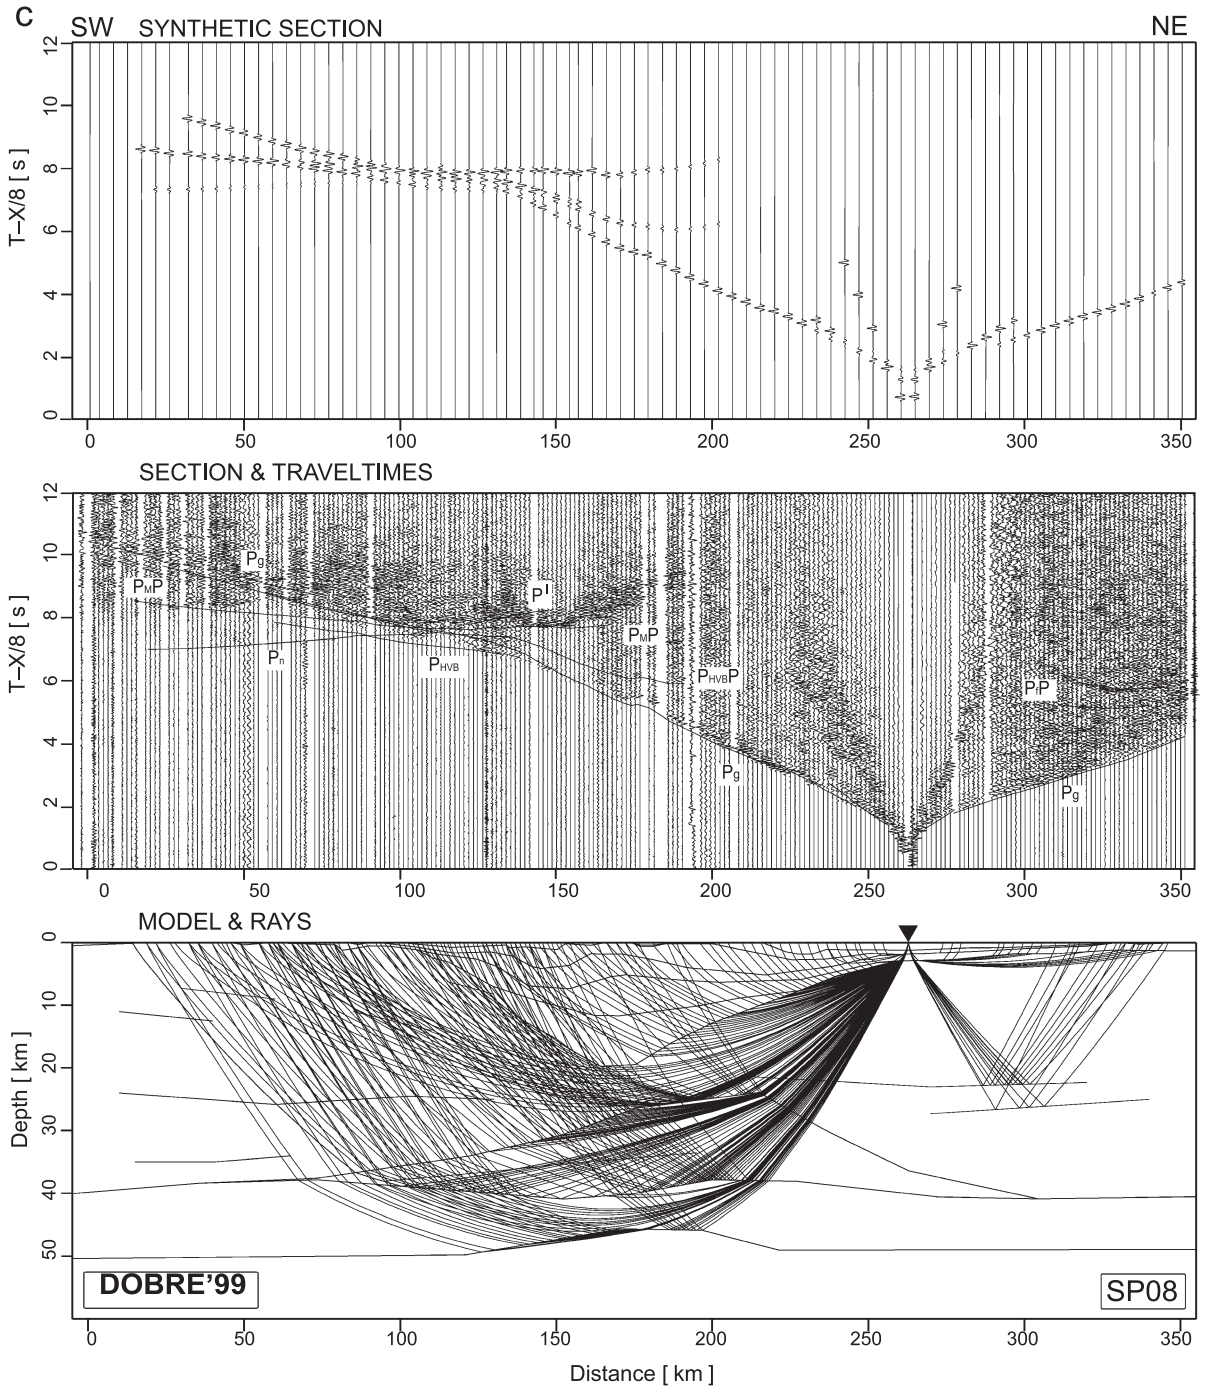 C
SW SYNTHETIC SECTION NE
12
10
8
6
4
2
0
T–X/8 [ s ]
0 50 100 150 200 250 300 350
SECTION & TRAVELTIMES
12
10
8
6
4
2
0
T–X/8 [ s ]
Pg
PMP
PI
PMP
Pn
PHVB
PHVBP
PIP
Pg
Pg
0 50 100 150 200 250 300 350
MODEL & RAYS
0
10
20
30
40
50
Depth [ km ]
DOBRE’99
SP08
0 50 100 150 200 250 300 350
Distance [ km ]